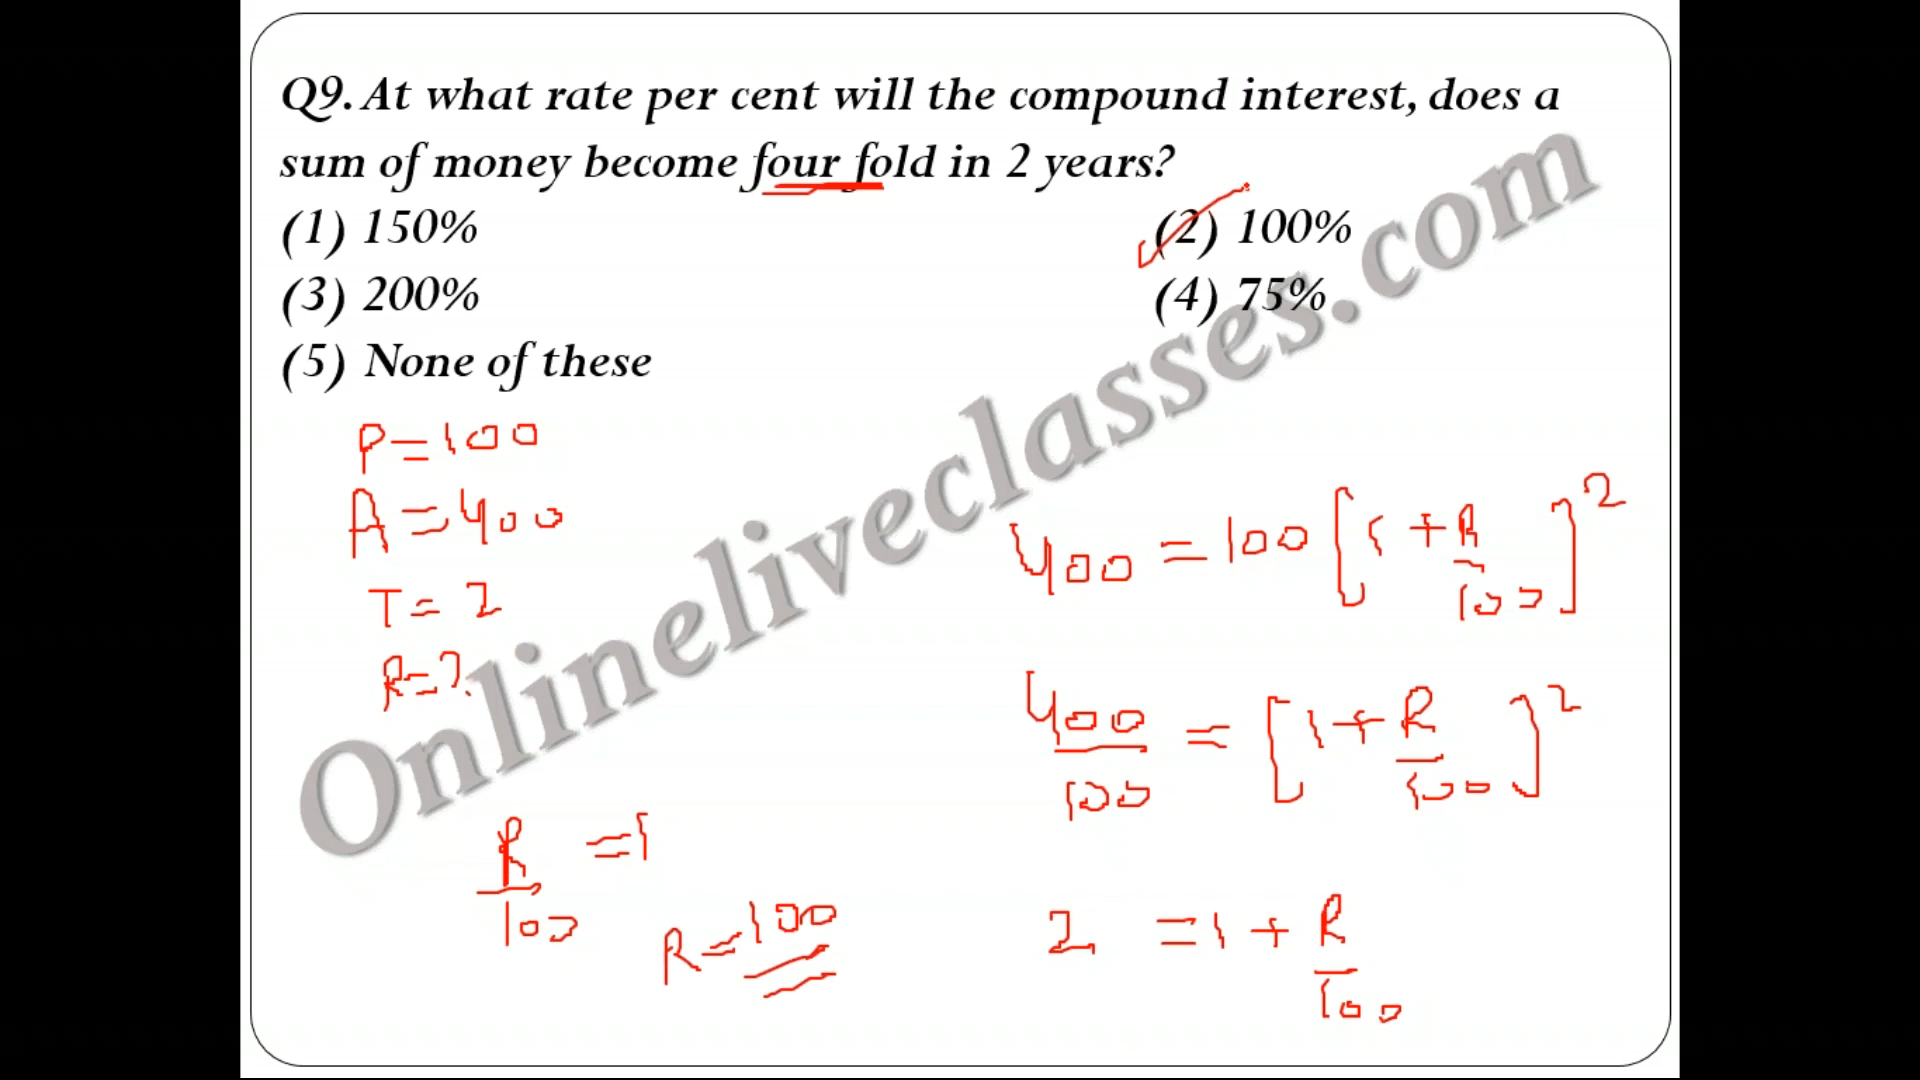 Q9. At what rate per cent will the compound interest, does a
sum of money become four fold in 2 years?
(1) 150% (2) 100%
(3) 200% (4) 75%
(5) None of these
P=100
A=400
T=2
R=?
400=100[1+R/100]^2
400/100=[1+R/100]^2
2=1+R/100
R/100=1
R=100
Onlineliveclasses.com